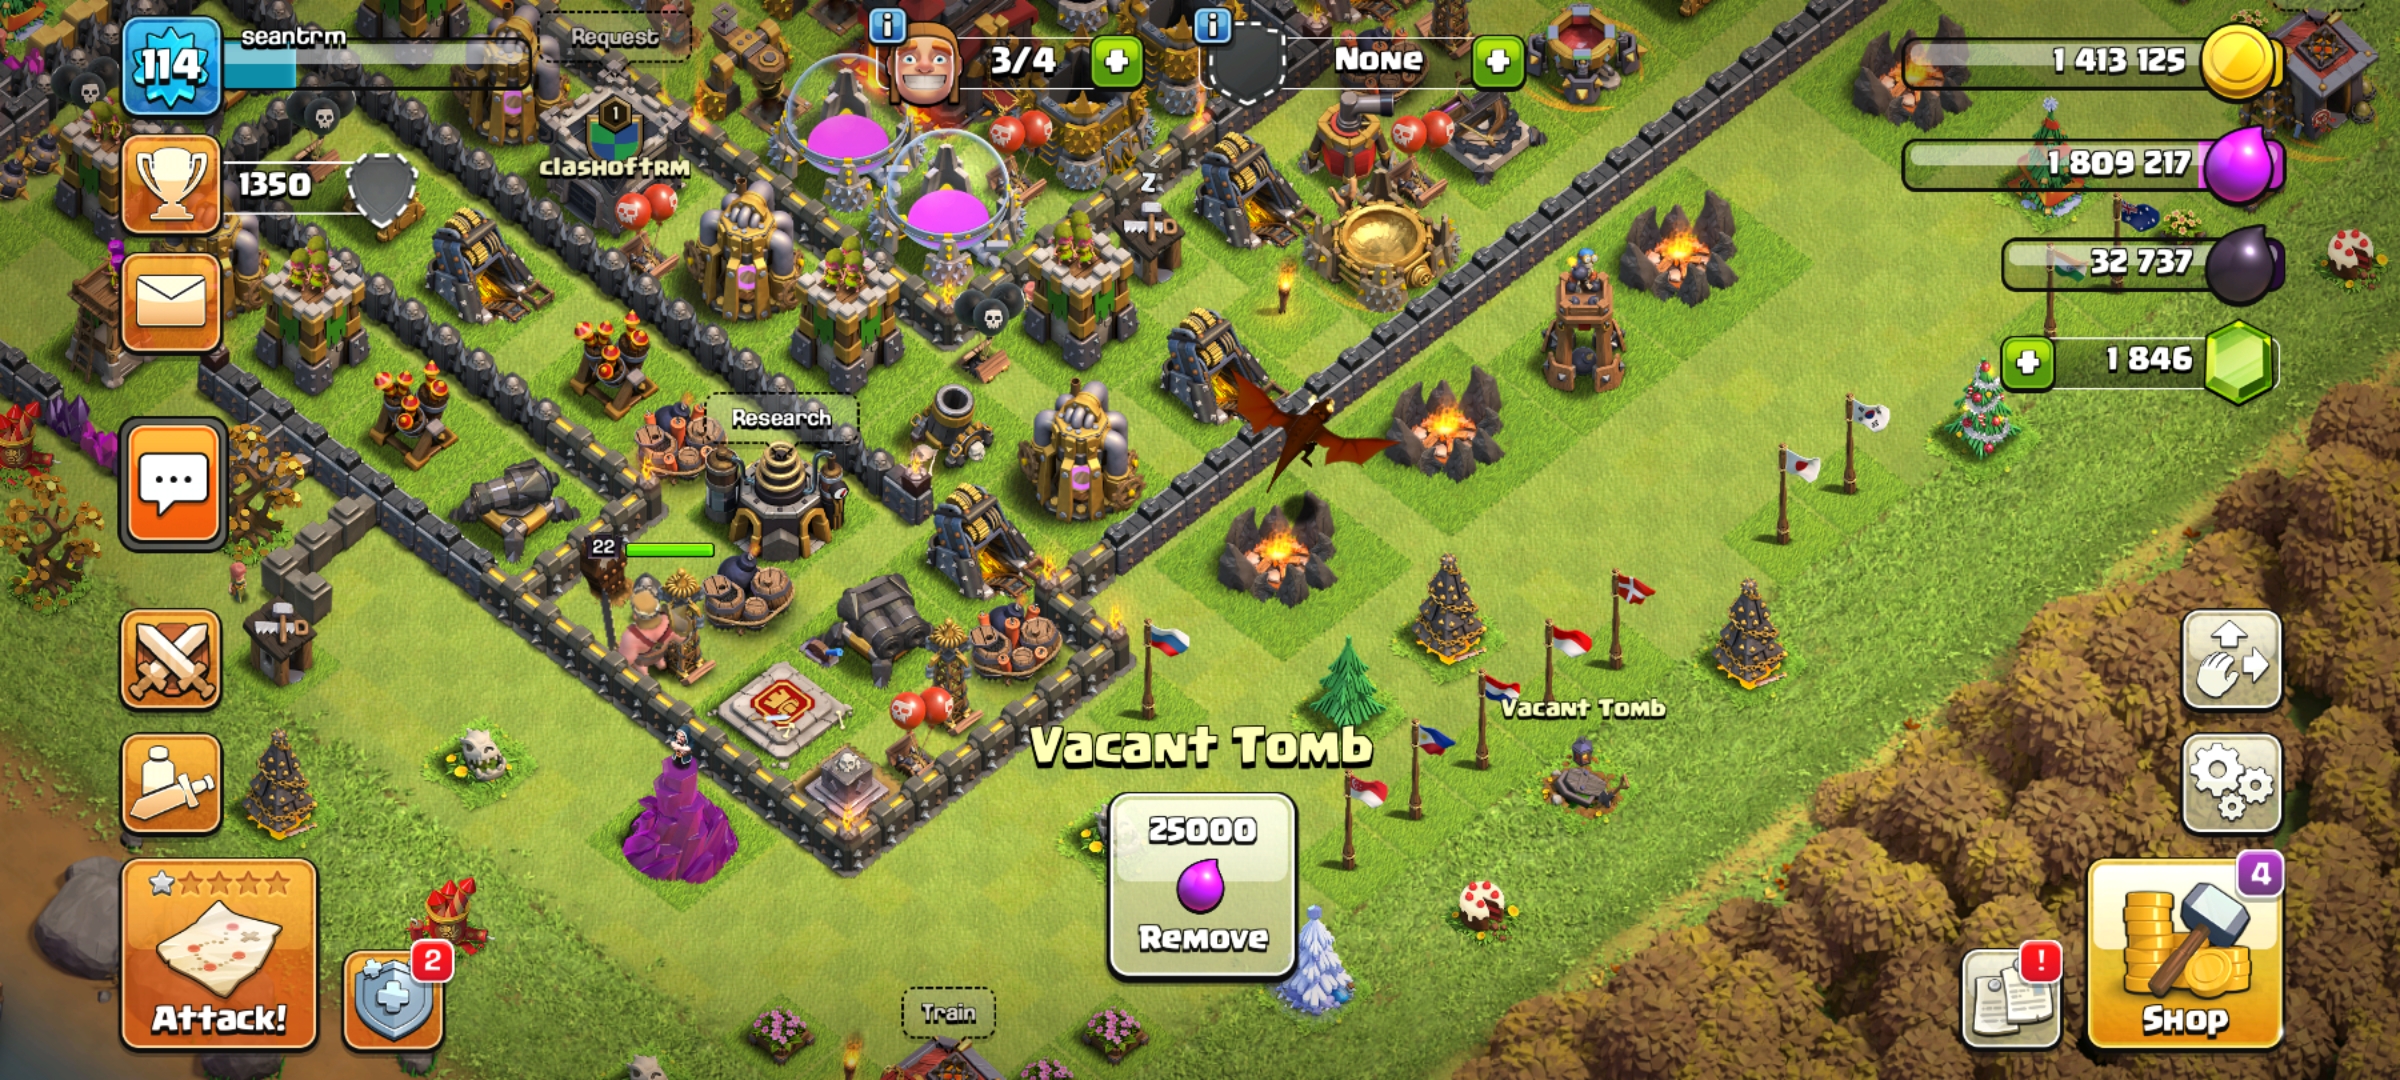 114
seantrm
Request
3/4
None
1 413 125
1350
clashoftrm
1
Z
1 809 217
32 737
1 846
Research
22
Vacant Tomb
Vacant Tomb
25000
Remove
Attack!
2
Train
!
4
Shop